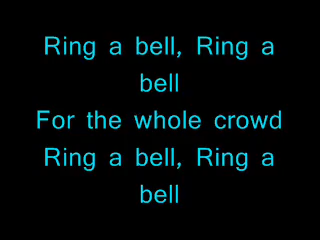 Ring a bell, Ring a
bell
For the whole crowd
Ring a bell, Ring a
bell